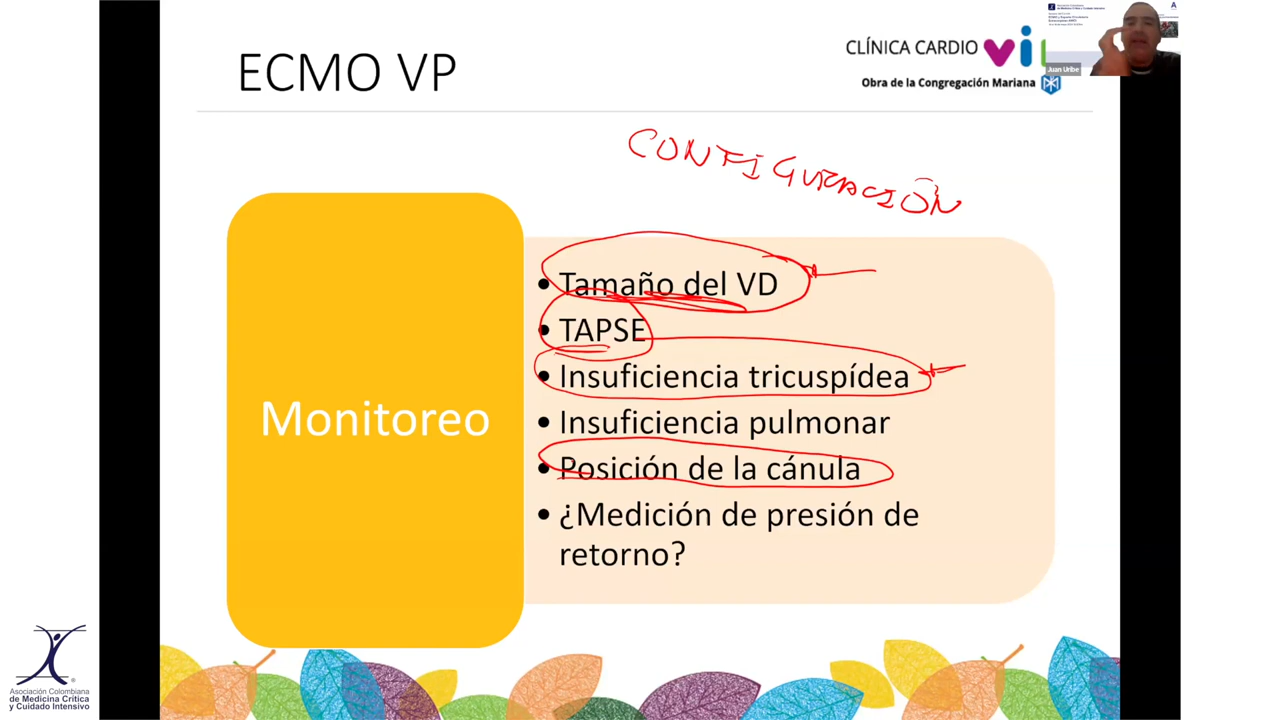 ECMO VP
CLÍNICA CARDIO
VI
Obra de la Congregación Mariana
Juan Uribe
CONFIGURACIÓN
Monitoreo
• Tamaño del VD
• TAPSE
• Insuficiencia tricuspídea
• Insuficiencia pulmonar
• Posición de la cánula
• ¿Medición de presión de
retorno?
Asociación Colombiana
de Medicina Crítica
y Cuidado Intensivo